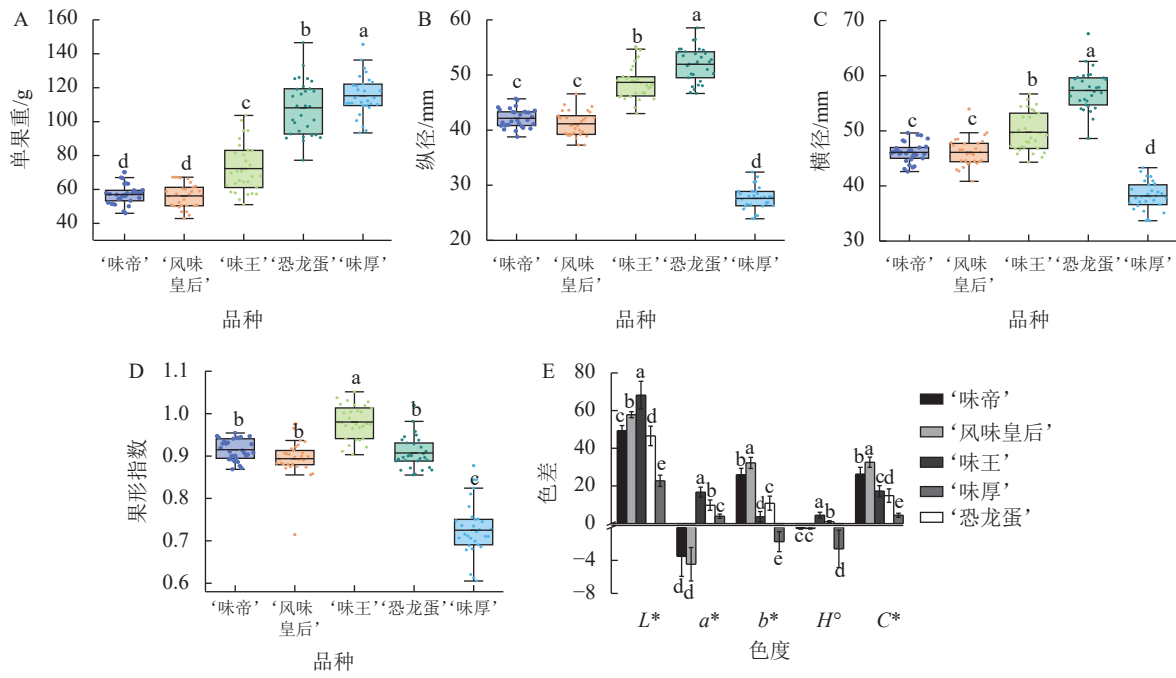 A
单果重/g
160
140
120
100
80
60
40
d
d
c
b
a
‘味帝’
‘风味
皇后’
‘味王’
‘恐龙蛋’
‘味厚’
品种
B
纵径/mm
60
50
40
30
20
c
c
b
a
d
‘味帝’
‘风味
皇后’
‘味王’
‘恐龙蛋’
‘味厚’
品种
C
横径/mm
60
50
40
30
c
c
b
a
d
‘味帝’
‘风味
皇后’
‘味王’
‘恐龙蛋’
‘味厚’
品种
D
果形指数
1.1
1.0
0.9
0.8
0.7
0.6
b
b
a
b
c
‘味帝’
‘风味
皇后’
‘味王’
‘恐龙蛋’
‘味厚’
品种
E
色差
80
60
40
20
0
−4
−8
c
b
a
d
e
d
d
a
b
c
b
a
d
c
e
c
c
a
b
d
b
a
c
d
e
L*
a*
b*
H°
C*
色度
‘味帝’
‘风味皇后’
‘味王’
‘味厚’
‘恐龙蛋’